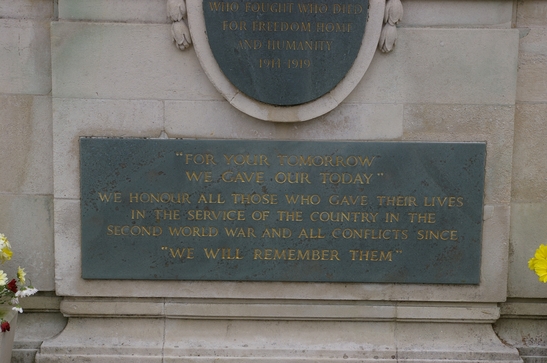 WHO FOUGHT WHO DIED
FOR FREEDOM HOME
AND HUMANITY
1914-1919
"FOR YOUR TOMORROW
WE GAVE OUR TODAY"
WE HONOUR ALL THOSE WHO GAVE THEIR LIVES
IN THE SERVICE OF THE COUNTRY IN THE
SECOND WORLD WAR AND ALL CONFLICTS SINCE
"WE WILL REMEMBER THEM"